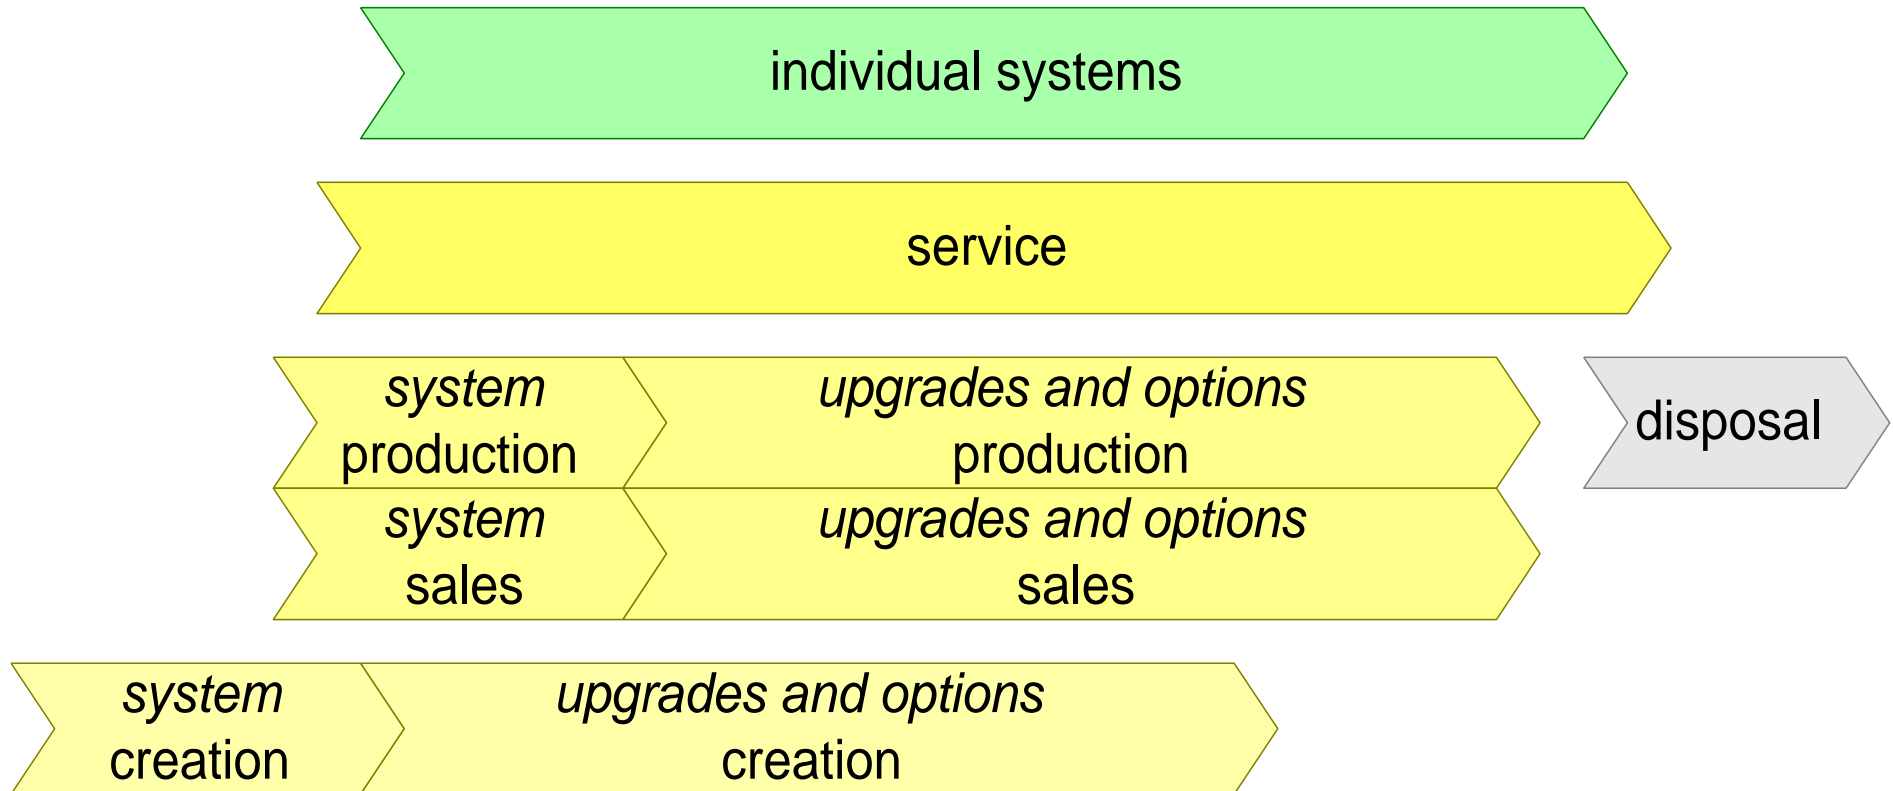 individual systems
service
system
production
upgrades and options
production
disposal
system
sales
upgrades and options
sales
system
creation
upgrades and options
creation